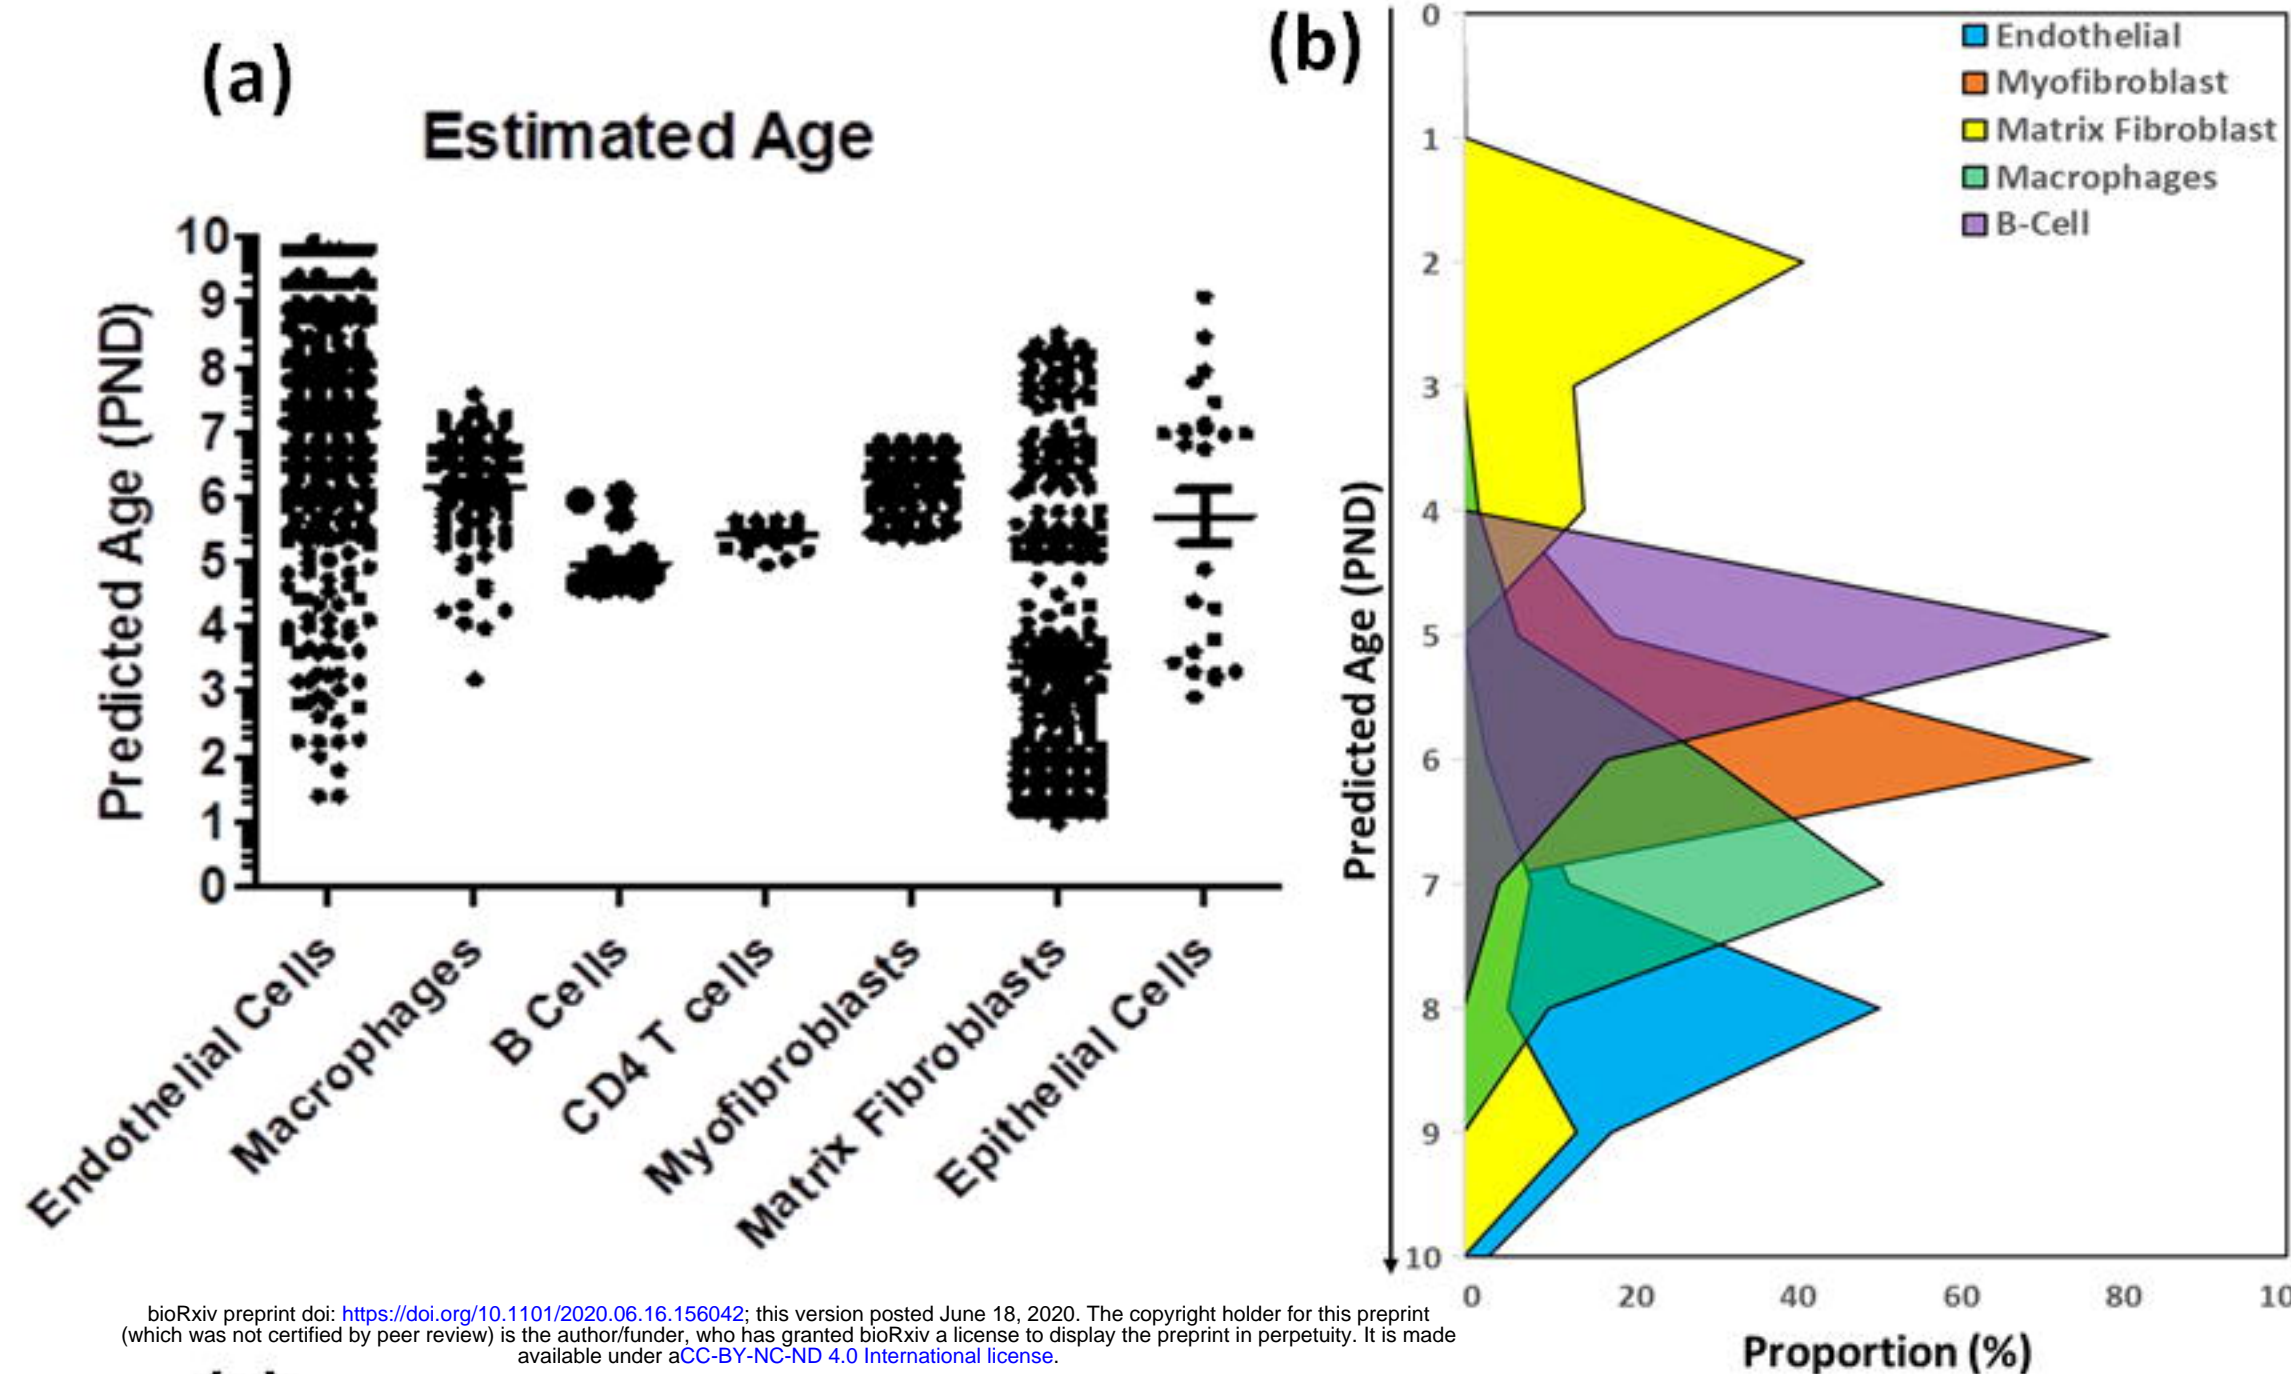 (a)
Estimated Age
Predicted Age (PND)
10
9
8
7
6
5
4
3
2
1
0
Endothelial Cells
Macrophages
B Cells
CD4 T cells
Myofibroblasts
Matrix Fibroblasts
Epithelial Cells
(b)
Endothelial
Myofibroblast
Matrix Fibroblast
Macrophages
B-Cell
Predicted Age (PND)
0
1
2
3
4
5
6
7
8
9
10
0 20 40 60 80 10
Proportion (%)
bioRxiv preprint doi: https://doi.org/10.1101/2020.06.16.156042; this version posted June 18, 2020. The copyright holder for this preprint
(which was not certified by peer review) is the author/funder, who has granted bioRxiv a license to display the preprint in perpetuity. It is made
available under aCC-BY-NC-ND 4.0 International license.